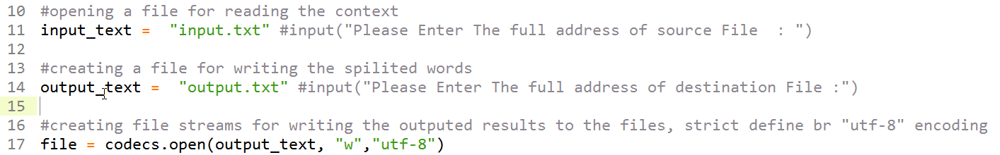 10 #opening a file for reading the context
11 input_text =  "input.txt" #input("Please Enter The full address of source File  : ")
12
13 #creating a file for writing the spilited words
14 output_text =  "output.txt" #input("Please Enter The full address of destination File :")
15
16 #creating file streams for writing the outputed results to the files, strict define br "utf-8" encoding
17 file = codecs.open(output_text, "w","utf-8")